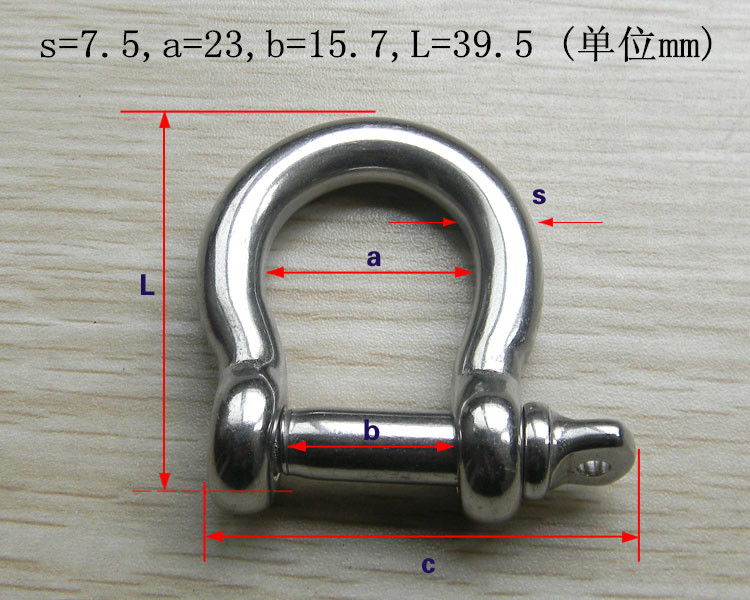 s=7.5,a=23,b=15.7,L=39.5 (单位mm)
s
a
L
b
c